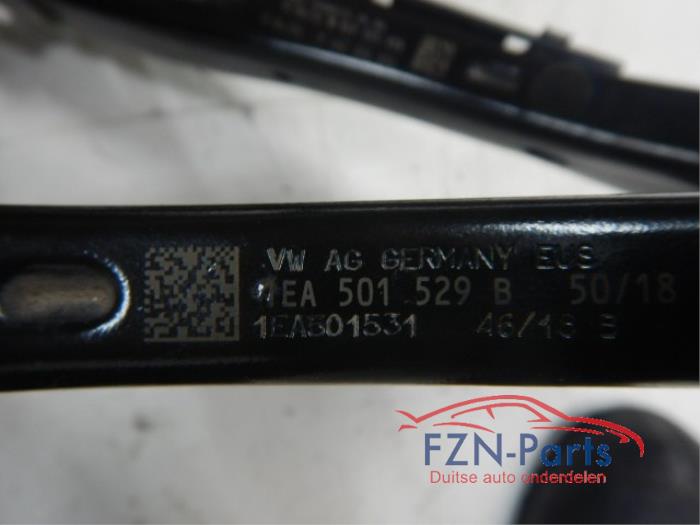 VW AG GERMANY EUS
1EA 501 529 B 50/18
1EA501531 46/18 B
FZN-Parts
Duitse auto onderdelen